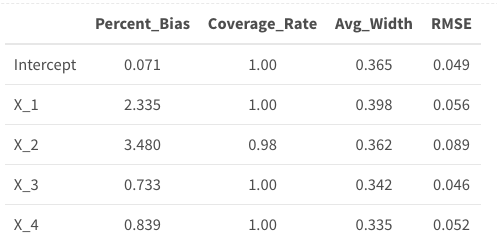 Percent_Bias Coverage_Rate Avg_Width RMSE
Intercept 0.071 1.00 0.365 0.049
X_1 2.335 1.00 0.398 0.056
X_2 3.480 0.98 0.362 0.089
X_3 0.733 1.00 0.342 0.046
X_4 0.839 1.00 0.335 0.052